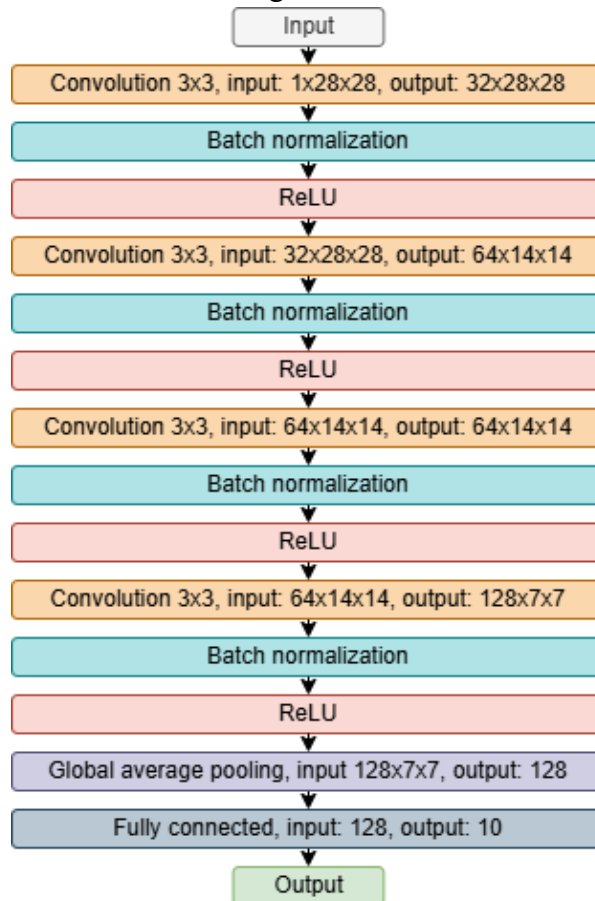 Input
Convolution 3x3, input: 1x28x28, output: 32x28x28
Batch normalization
ReLU
Convolution 3x3, input: 32x28x28, output: 64x14x14
Batch normalization
ReLU
Convolution 3x3, input: 64x14x14, output: 64x14x14
Batch normalization
ReLU
Convolution 3x3, input: 64x14x14, output: 128x7x7
Batch normalization
ReLU
Global average pooling, input 128x7x7, output: 128
Fully connected, input: 128, output: 10
Output